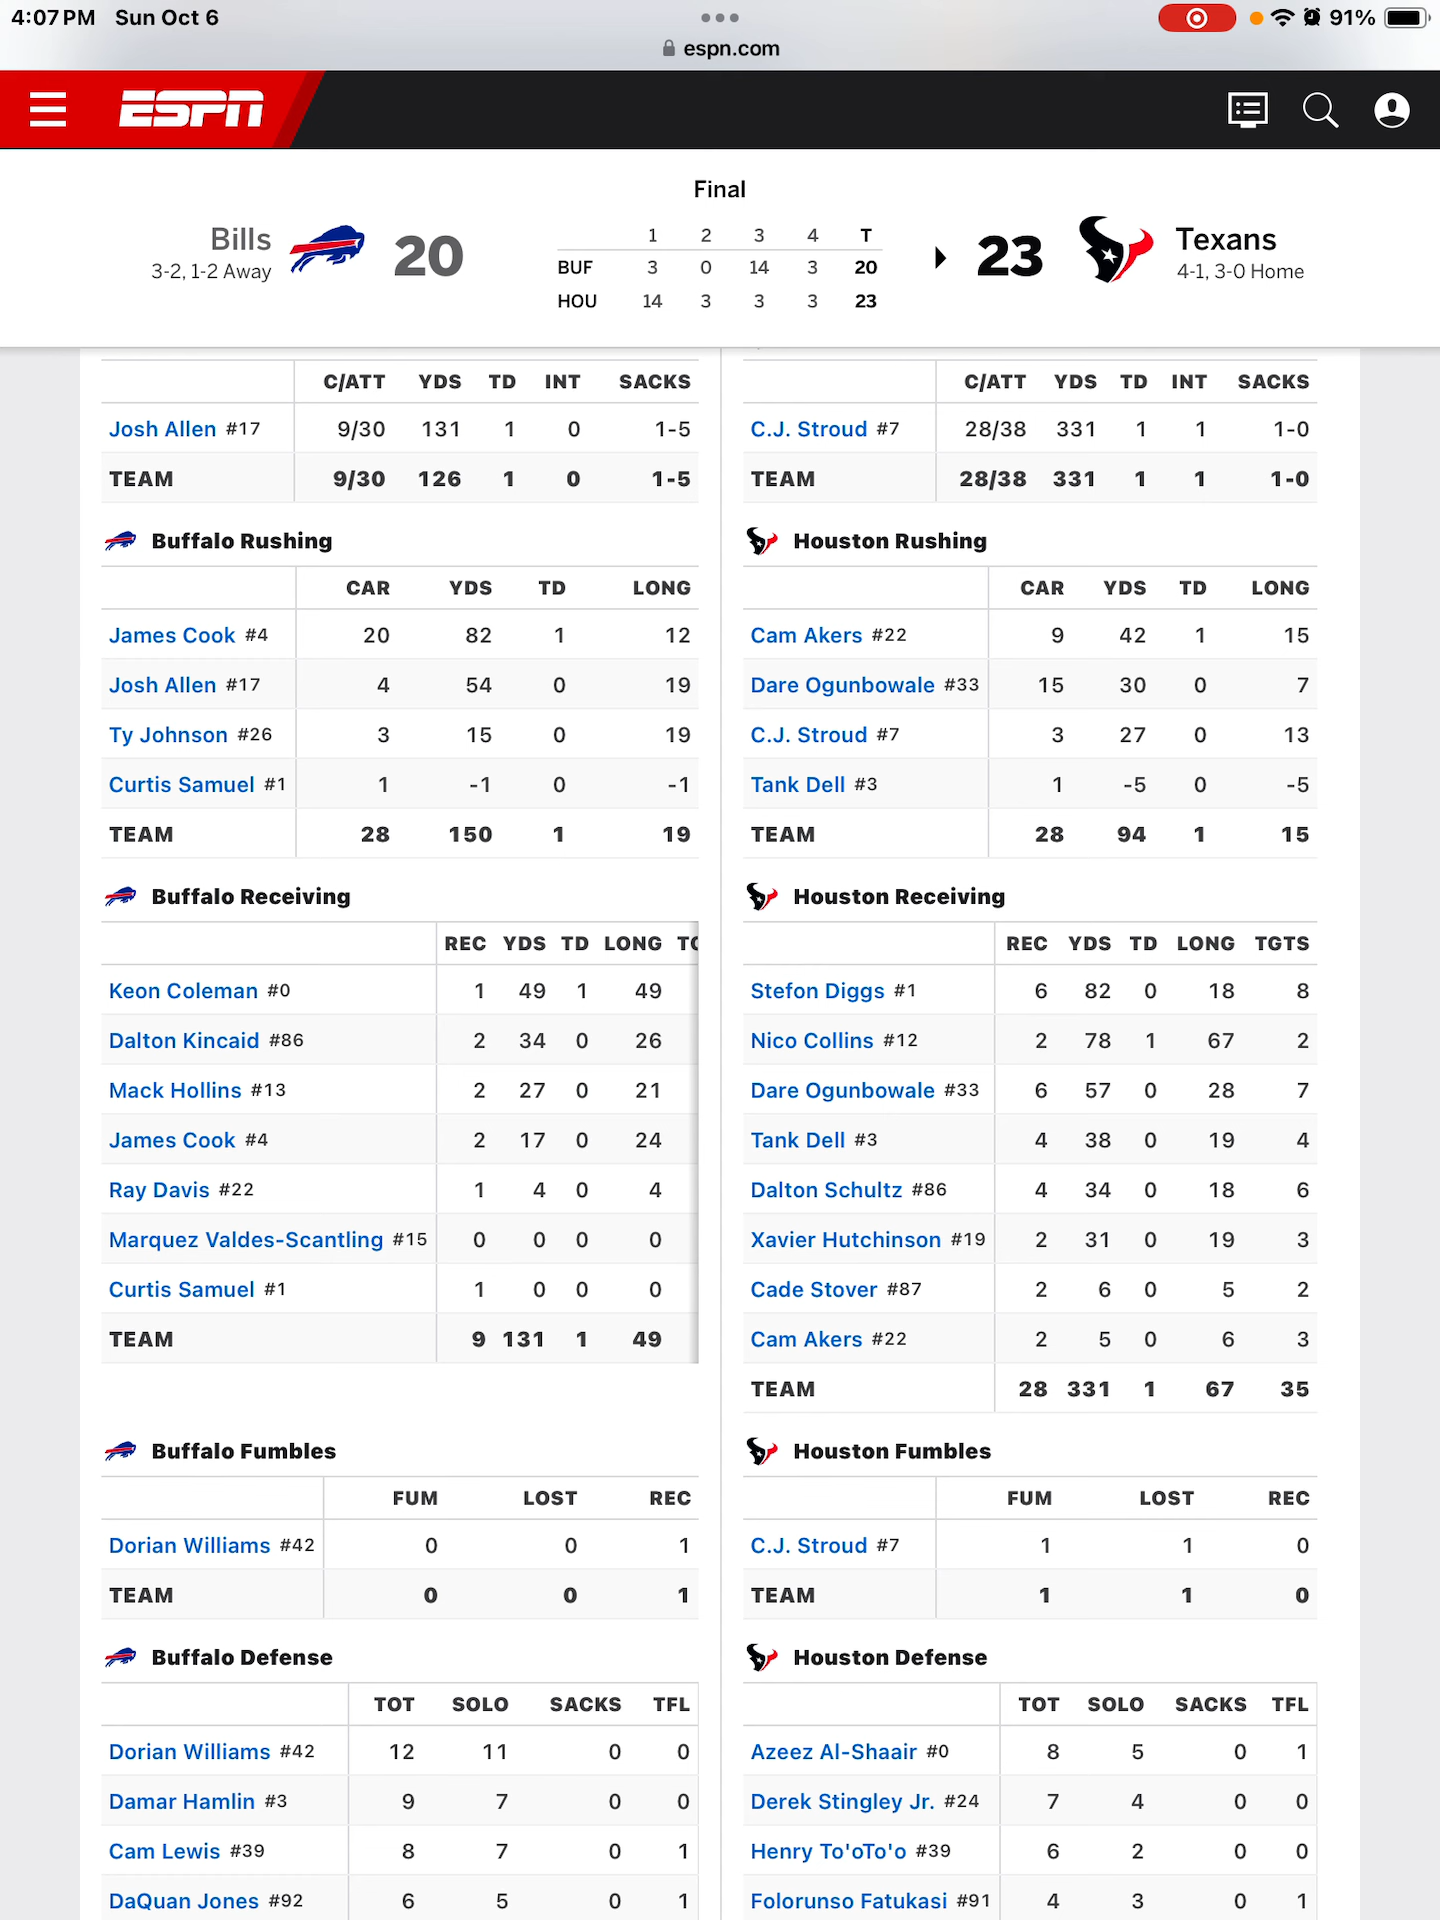 4:07 PM Sun Oct 6
91%
espn.com
ESPN
Final
Bills
3-2, 1-2 Away
20
1 2 3 4 T
BUF 3 0 14 3 20
HOU 14 3 3 3 23
23
Texans
4-1, 3-0 Home
C/ATT YDS TD INT SACKS
Josh Allen #17 9/30 131 1 0 1-5
TEAM 9/30 126 1 0 1-5
C/ATT YDS TD INT SACKS
C.J. Stroud #7 28/38 331 1 1 1-0
TEAM 28/38 331 1 1 1-0
Buffalo Rushing
CAR YDS TD LONG
James Cook #4 20 82 1 12
Josh Allen #17 4 54 0 19
Ty Johnson #26 3 15 0 19
Curtis Samuel #1 1 -1 0 -1
TEAM 28 150 1 19
Houston Rushing
CAR YDS TD LONG
Cam Akers #22 9 42 1 15
Dare Ogunbowale #33 15 30 0 7
C.J. Stroud #7 3 27 0 13
Tank Dell #3 1 -5 0 -5
TEAM 28 94 1 15
Buffalo Receiving
REC YDS TD LONG
Keon Coleman #0 1 49 1 49
Dalton Kincaid #86 2 34 0 26
Mack Hollins #13 2 27 0 21
James Cook #4 2 17 0 24
Ray Davis #22 1 4 0 4
Marquez Valdes-Scantling #15 0 0 0 0
Curtis Samuel #1 1 0 0 0
TEAM 9 131 1 49
Houston Receiving
REC YDS TD LONG TGTS
Stefon Diggs #1 6 82 0 18 8
Nico Collins #12 2 78 1 67 2
Dare Ogunbowale #33 6 57 0 28 7
Tank Dell #3 4 38 0 19 4
Dalton Schultz #86 4 34 0 18 6
Xavier Hutchinson #19 2 31 0 19 3
Cade Stover #87 2 6 0 5 2
Cam Akers #22 2 5 0 6 3
TEAM 28 331 1 67 35
Buffalo Fumbles
FUM LOST REC
Dorian Williams #42 0 0 1
TEAM 0 0 1
Houston Fumbles
FUM LOST REC
C.J. Stroud #7 1 1 0
TEAM 1 1 0
Buffalo Defense
TOT SOLO SACKS TFL
Dorian Williams #42 12 11 0 0
Damar Hamlin #3 9 7 0 0
Cam Lewis #39 8 7 0 1
DaQuan Jones #92 6 5 0 1
Houston Defense
TOT SOLO SACKS TFL
Azeez Al-Shaair #0 8 5 0 1
Derek Stingley Jr. #24 7 4 0 0
Henry To'oTo'o #39 6 2 0 0
Folorunso Fatukasi #91 4 3 0 1